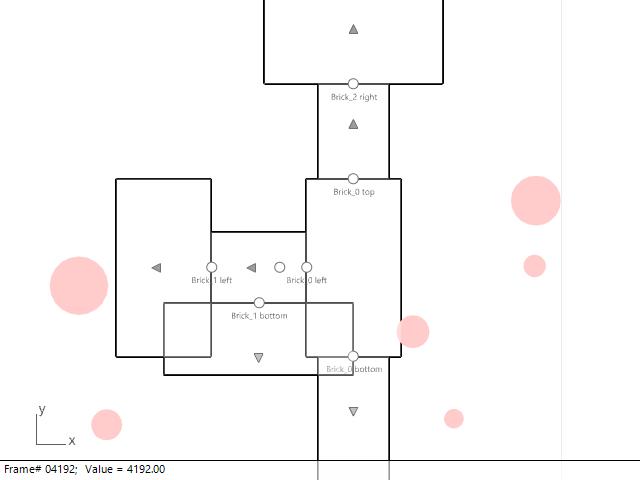 Brick_2 right
Brick_0 top
Brick_1 left
Brick_0 left
Brick_1 bottom
Brick_0 bottom
y
x
Frame# 04192; Value = 4192.00